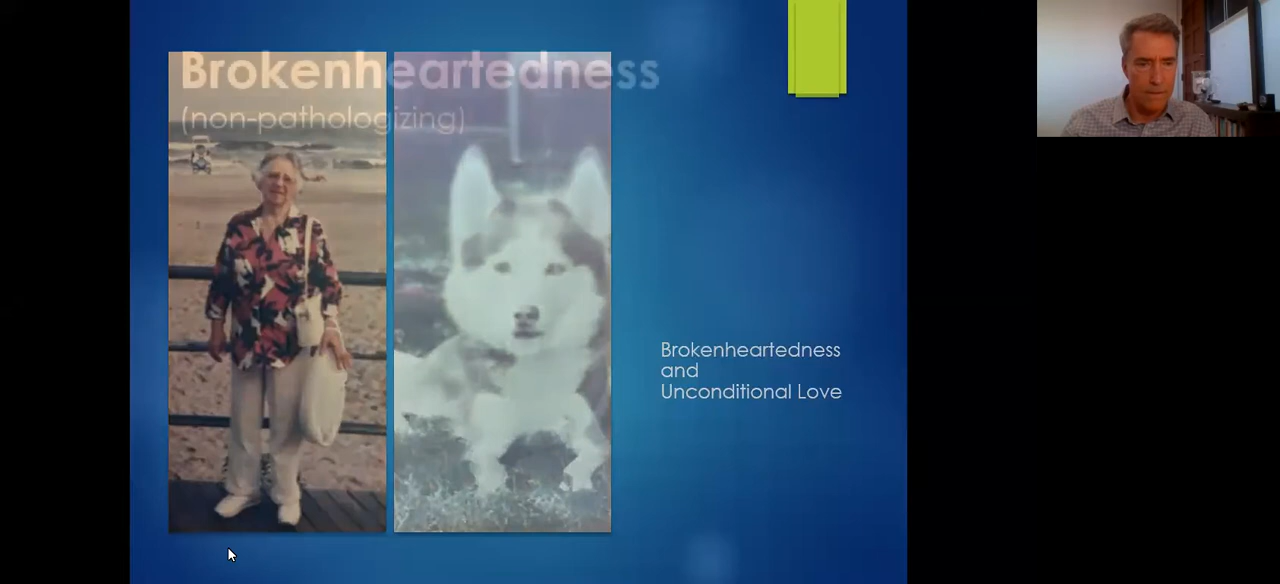 Brokenheartedness
(non-pathologizing)
Brokenheartedness
and
Unconditional Love